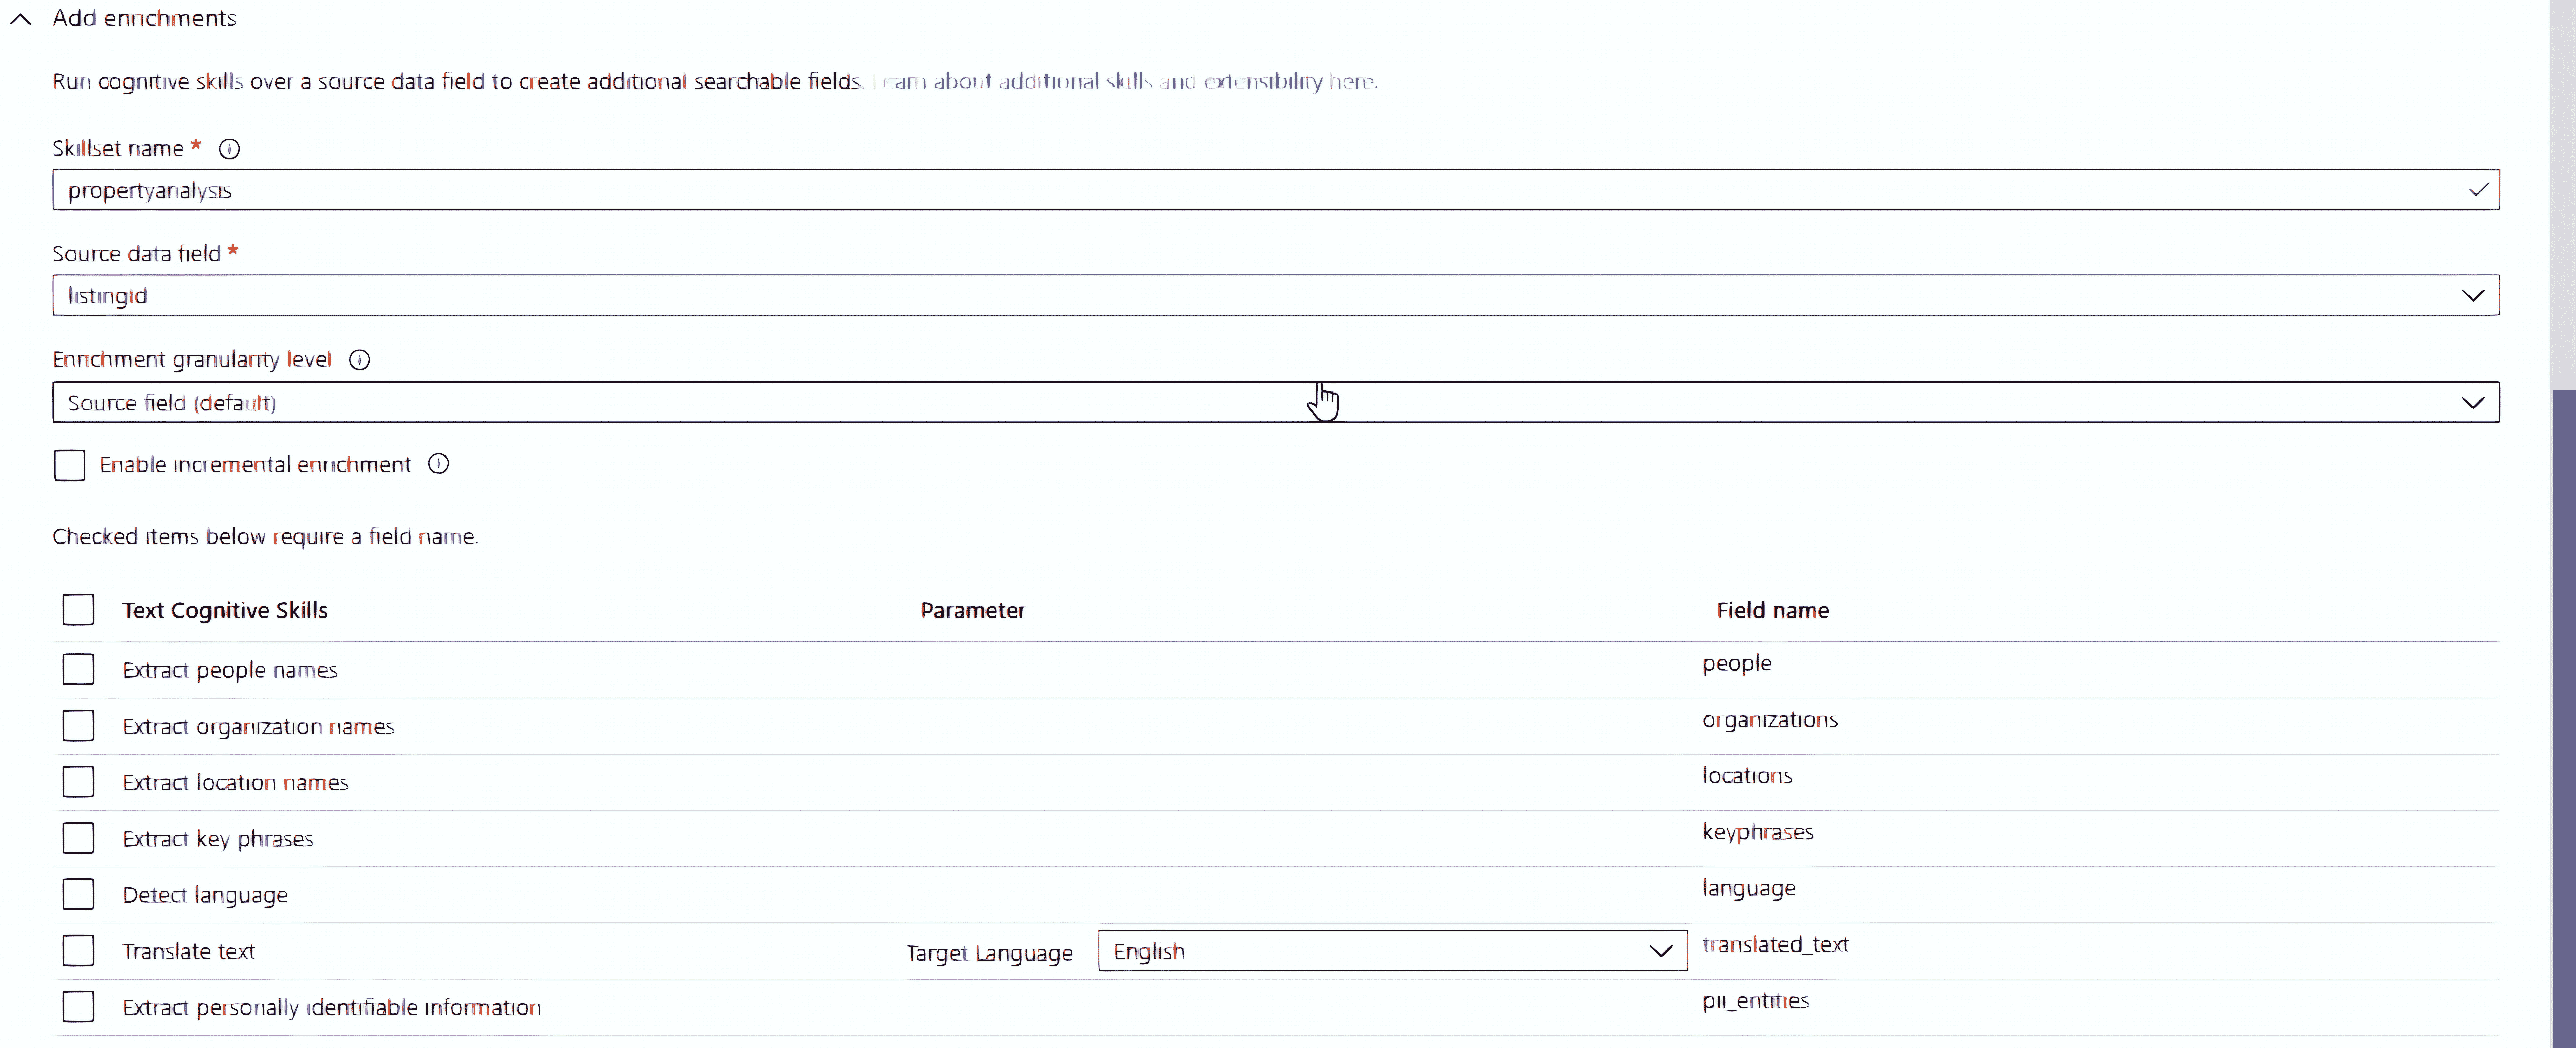 Add enrichments
Run cognitive skills over a source data field to create additional searchable fields. Learn about additional skills and extensibility here.
Skillset name *
propertyanalysis
Source data field *
listingId
Enrichment granularity level
Source field (default)
Enable incremental enrichment
Checked items below require a field name.
Text Cognitive Skills Parameter Field name
Extract people names people
Extract organization names organizations
Extract location names locations
Extract key phrases keyphrases
Detect language language
Translate text Target Language English translated_text
Extract personally identifiable information pii_entities